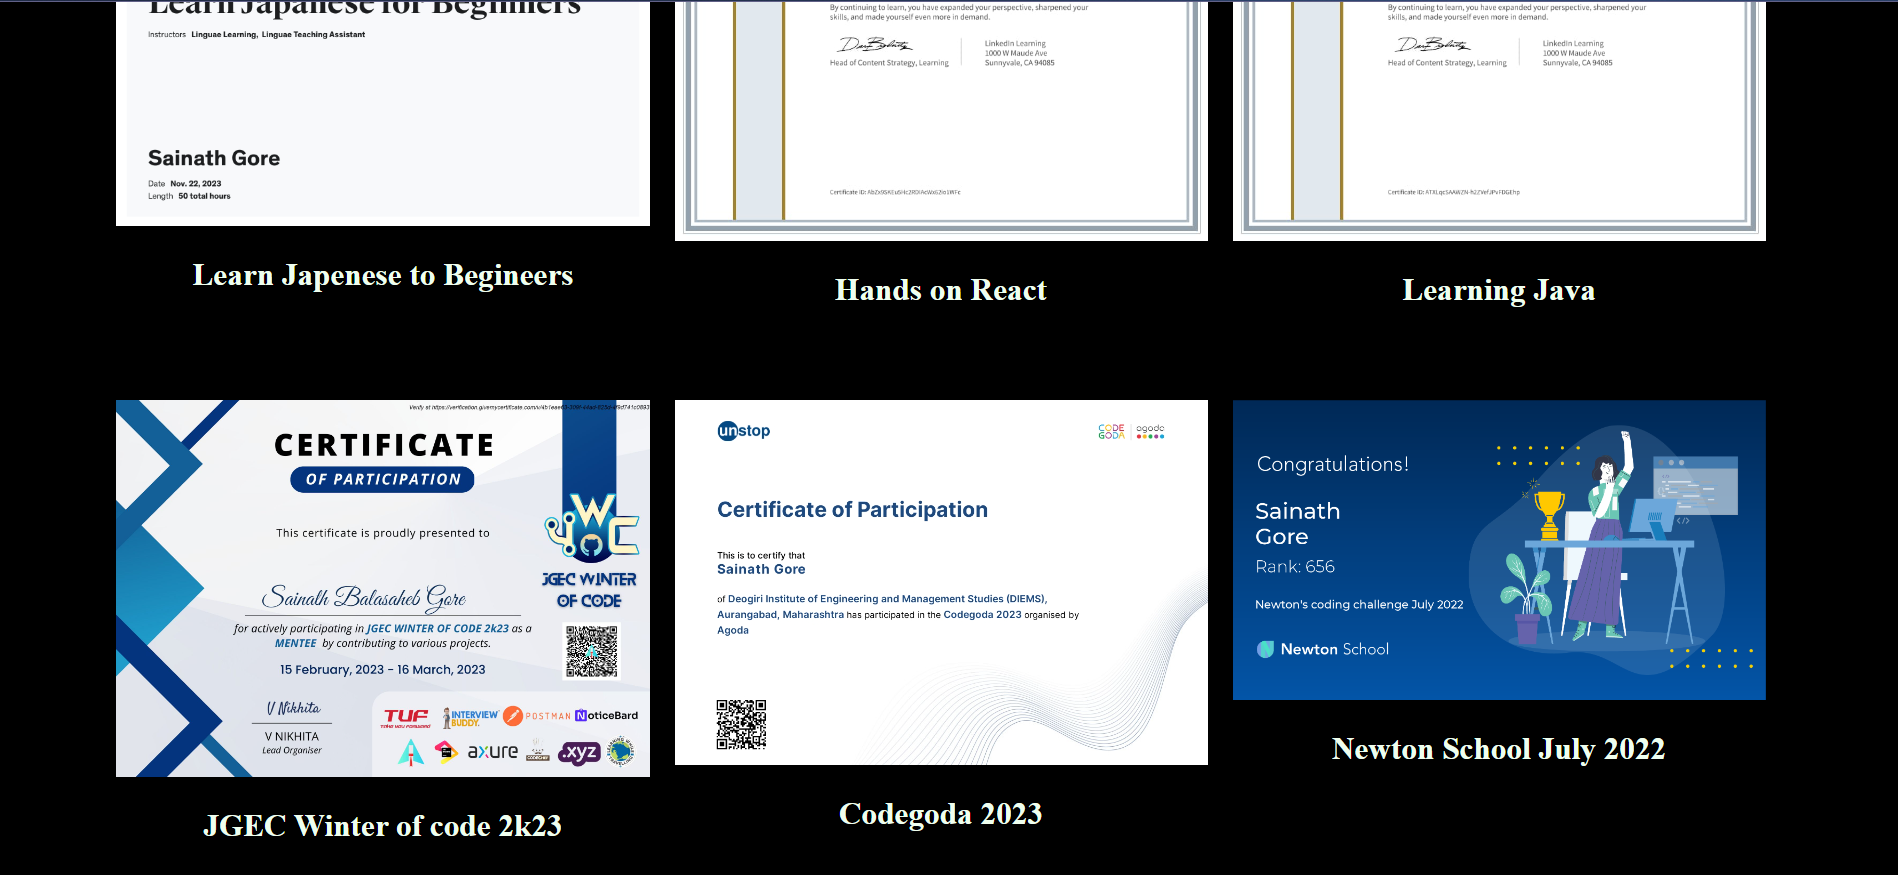 Learn Japanese for Beginners
Instructors Linguae Learning, Linguae Teaching Assistant
Sainath Gore
Date Nov. 22, 2023
Length 50 total hours
Learn Japenese to Begineers
By continuing to learn, you have expanded your perspective, sharpened your
skills, and made yourself even more in demand.
Head of Content Strategy, Learning
LinkedIn Learning
1000 W Maude Ave
Sunnyvale, CA 94085
Certificate ID:
Hands on React
By continuing to learn, you have expanded your perspective, sharpened your
skills, and made yourself even more in demand.
Head of Content Strategy, Learning
LinkedIn Learning
1000 W Maude Ave
Sunnyvale, CA 94085
Certificate ID:
Learning Java
CERTIFICATE
OF PARTICIPATION
This certificate is proudly presented to
Sainath Balasaheb Gore
for actively participating in JGEC WINTER OF CODE 2k23 as a
MENTEE by contributing to various projects.
15 February, 2023 - 16 March, 2023
V Nikhita
V NIKHITA
Lead Organiser
JWC
JGEC WINTER
OF CODE
TUF
INTERVIEW
BUDDY.
POSTMAN
NoticeBard
axure
.xyz
JGEC Winter of code 2k23
unstop
CODE
GODA
agoda
Certificate of Participation
This is to certify that
Sainath Gore
of Deogiri Institute of Engineering and Management Studies (DIEMS),
Aurangabad, Maharashtra has participated in the Codegoda 2023 organised by
Agoda
Codegoda 2023
Congratulations!
Sainath
Gore
Rank: 656
Newton's coding challenge July 2022
Newton School
Newton School July 2022